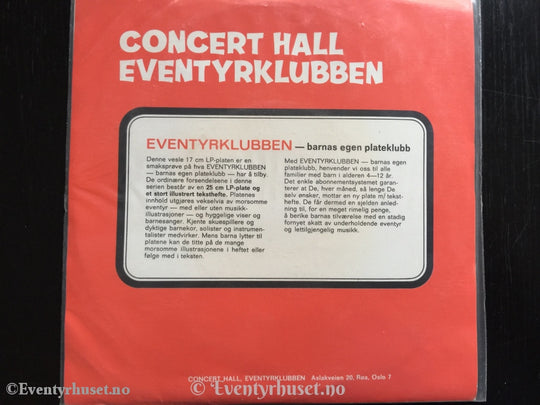 CONCERT HALL
EVENTYRKLUBBEN
EVENTYRKLUBBEN — barnas egen plateklubb
Denne vesle 17 cm LP-platen er en
smaksprøve på hva EVENTYRKLUBBEN
— barnas egen plateklubb — har å tilby.
De ordinære forsendelsene i denne
serien består av en 25 cm LP-plate og
et stort illustrert teksthefte. Platenes
innhold utgjøres vekselvis av morsomme
eventyr — med eller uten musikk-
illustrasjoner — og hyggelige viser og
barnesanger. Kjente skuespillere og
dyktige barnekor, solister og instrumen-
talister medvirker. Mens barna lytter til
platene kan de titte på de mange
morsomme illustrasjonene i heftet eller
følge med i teksten.
Med EVENTYRKLUBBEN — barnas egen
plateklubb, henvender vi oss til alle
familier med barn i alderen 4—12 år.
Det enkle abonnementsystemet garan-
terer at De, hver måned, så lenge De
selv ønsker, mottar en ny plate m/ tekst-
hefte. De får dermed en sjelden anled-
ning til, for en meget rimelig penge,
å berike barnas tilværelse med en stadig
fornyet skatt av underholdende eventyr
og lettilgjengelig musikk.
CONCERT HALL, EVENTYRKLUBBEN Aslakveien 20, Røa, Oslo 7
©Eventyrhuset.no
©Eventyrhuset.no